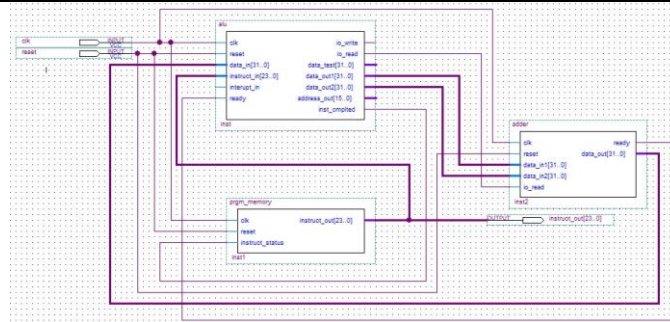 alu
clk INPUT VCC
reset INPUT VCC
clk io_write
reset io_read
data_in[31..0] data_test[31..0]
instruct_in[23..0] data_out1[31..0]
interupt_in data_out2[31..0]
ready address_out[15..0]
inst_cmplted
inst
adder
clk ready
reset data_out[31..0]
data_in1[31..0]
data_in2[31..0]
io_read
inst2
prgm_memory
clk instruct_out[23..0]
reset
instruct_status
inst1
OUTPUT instruct_out[23..0]